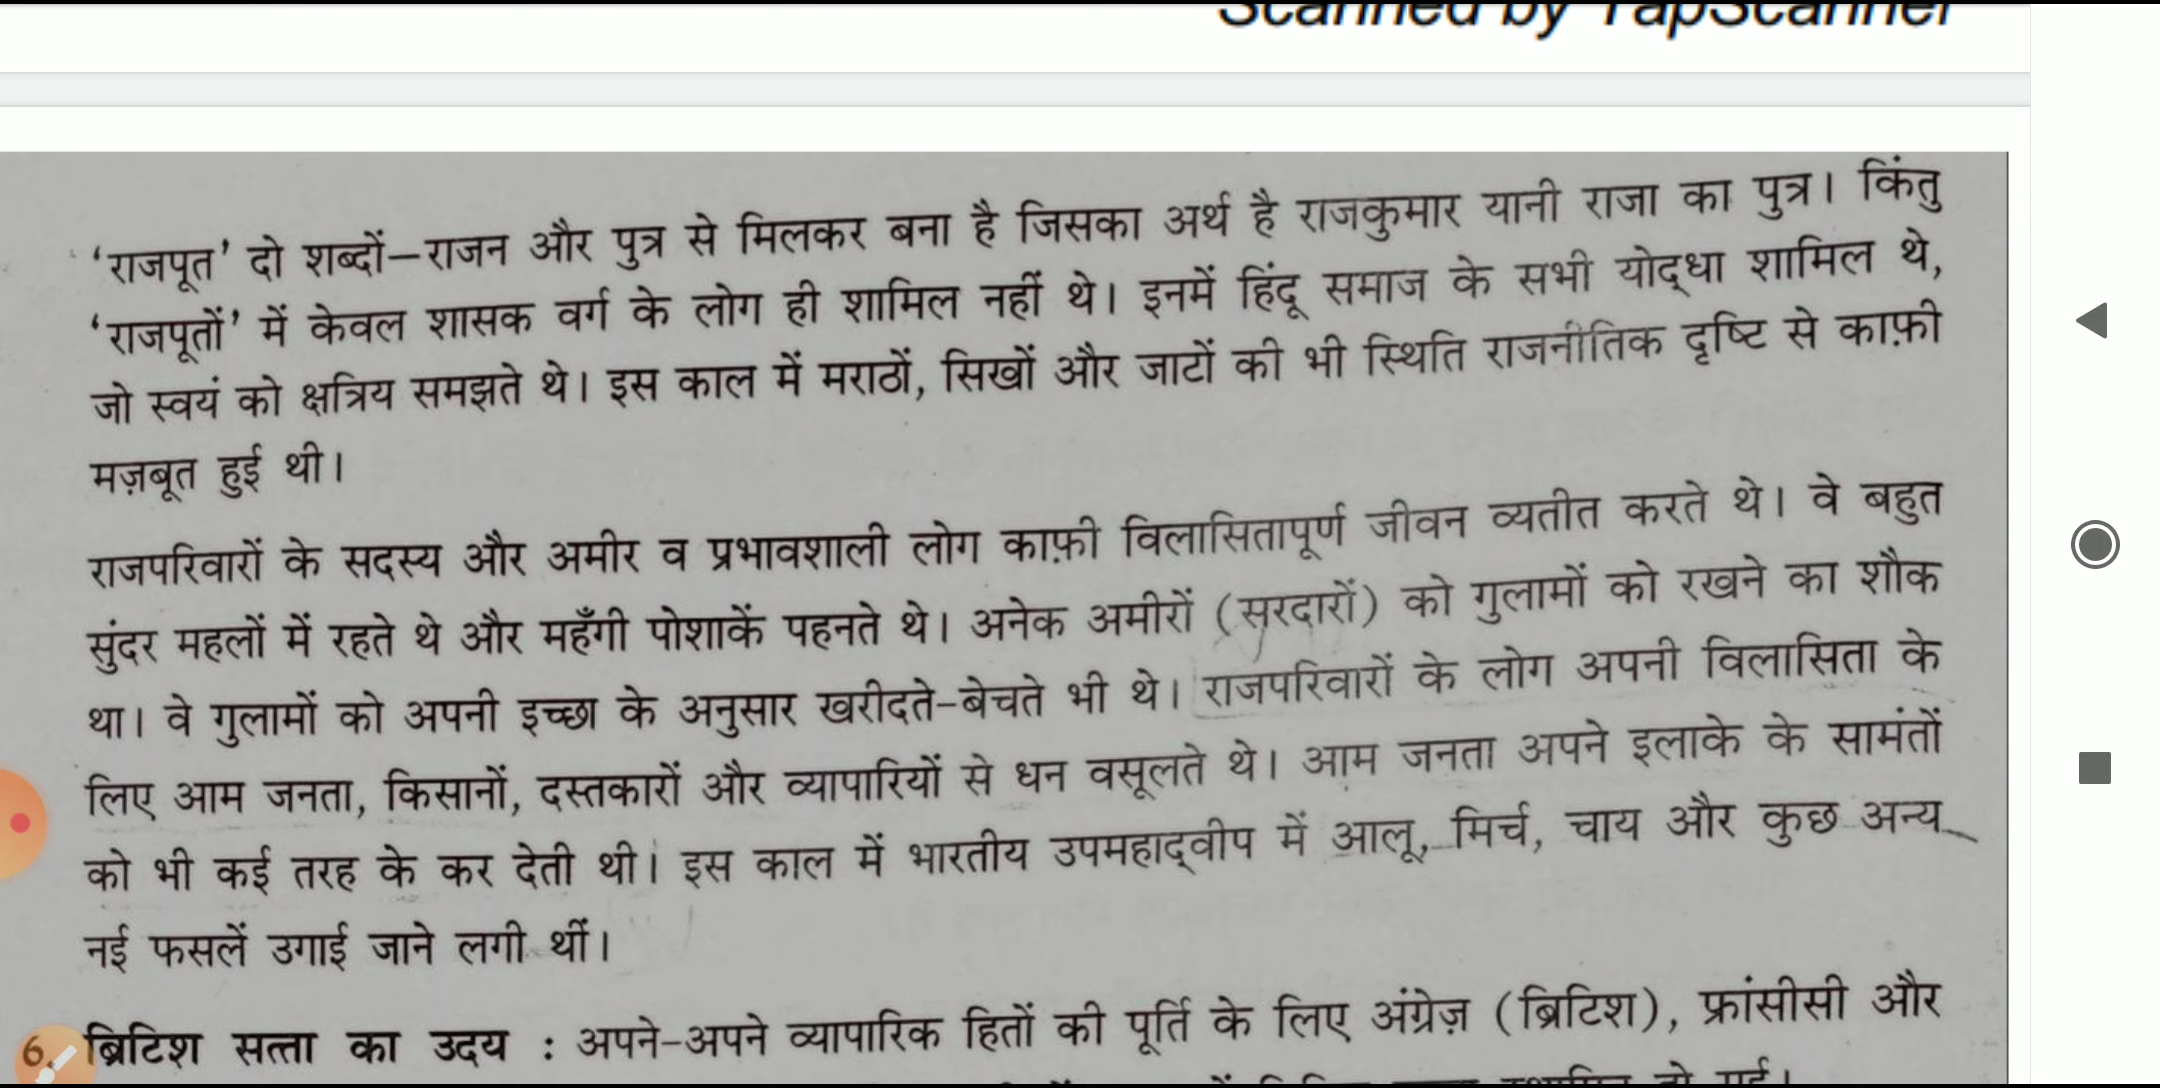 Scanned by TapScanner
'राजपूत' दो शब्दों–राजन और पुत्र से मिलकर बना है जिसका अर्थ है राजकुमार यानी राजा का पुत्र। किंतु
'राजपूतों' में केवल शासक वर्ग के लोग ही शामिल नहीं थे। इनमें हिंदू समाज के सभी योद्धा शामिल थे,
जो स्वयं को क्षत्रिय समझते थे। इस काल में मराठों, सिखों और जाटों की भी स्थिति राजनीतिक दृष्टि से काफ़ी
मज़बूत हुई थी।
राजपरिवारों के सदस्य और अमीर व प्रभावशाली लोग काफ़ी विलासितापूर्ण जीवन व्यतीत करते थे। वे बहुत
सुंदर महलों में रहते थे और महँगी पोशाकें पहनते थे। अनेक अमीरों (सरदारों) को गुलामों को रखने का शौक
था। वे गुलामों को अपनी इच्छा के अनुसार खरीदते-बेचते भी थे। राजपरिवारों के लोग अपनी विलासिता के
लिए आम जनता, किसानों, दस्तकारों और व्यापारियों से धन वसूलते थे। आम जनता अपने इलाके के सामंतों
को भी कई तरह के कर देती थी। इस काल में भारतीय उपमहाद्वीप में आलू, मिर्च, चाय और कुछ अन्य
नई फसलें उगाई जाने लगी थीं।
6. ब्रिटिश सत्ता का उदय : अपने-अपने व्यापारिक हितों की पूर्ति के लिए अंग्रेज़ (ब्रिटिश), फ्रांसीसी और